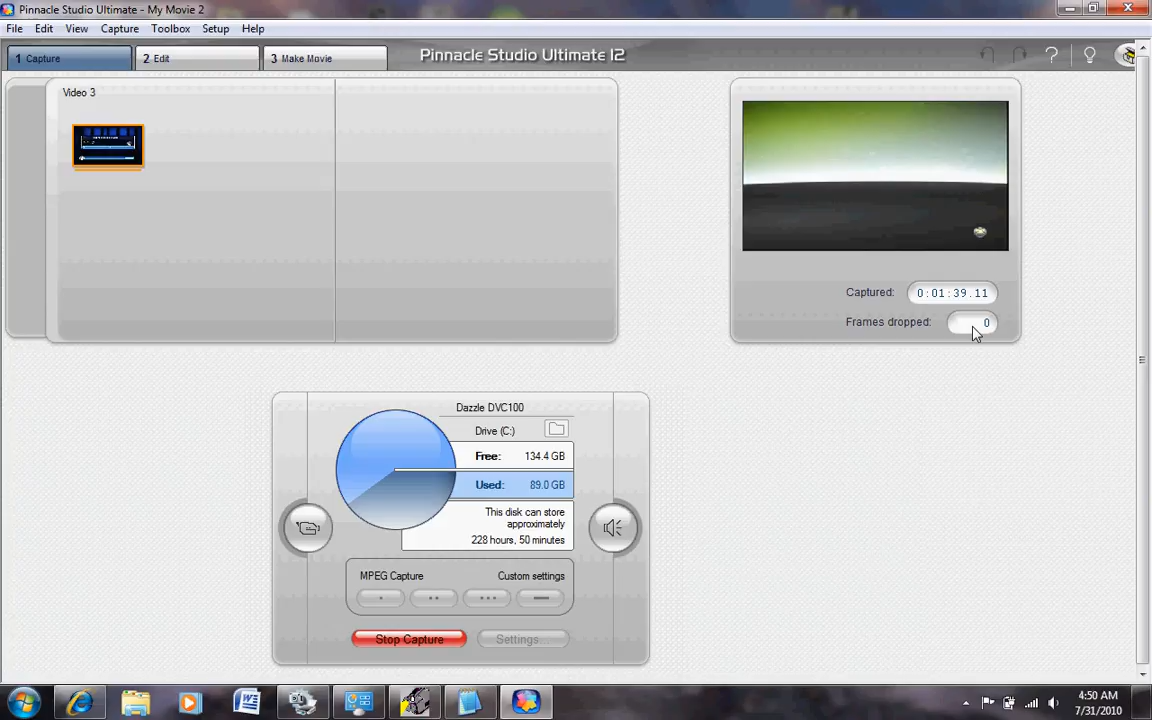 Pinnacle Studio Ultimate - My Movie 2
File Edit View Capture Toolbox Setup Help
1 Capture
2 Edit
3 Make Movie
Pinnacle Studio Ultimate 12
?
Video 3
Captured: 0:01:39.11
Frames dropped: 0
Dazzle DVC100
Drive (C:)
Free: 134.4 GB
Used: 89.0 GB
This disk can store
approximately
228 hours, 50 minutes
MPEG Capture Custom settings
Stop Capture Settings...
4:50 AM
7/31/2010